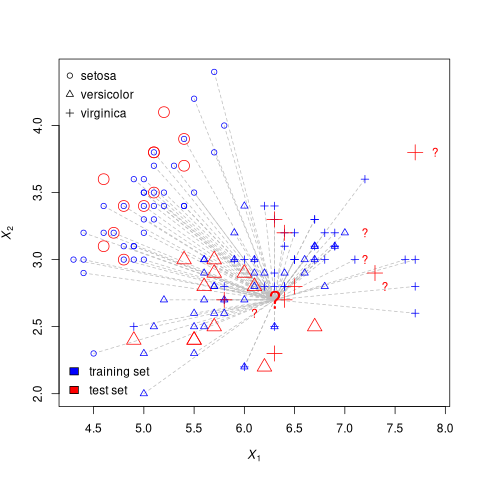 setosa
versicolor
virginica
?
?
?
?
?
?
training set
test set
X2
4.0
3.5
3.0
2.5
2.0
4.5 5.0 5.5 6.0 6.5 7.0 7.5 8.0
X1